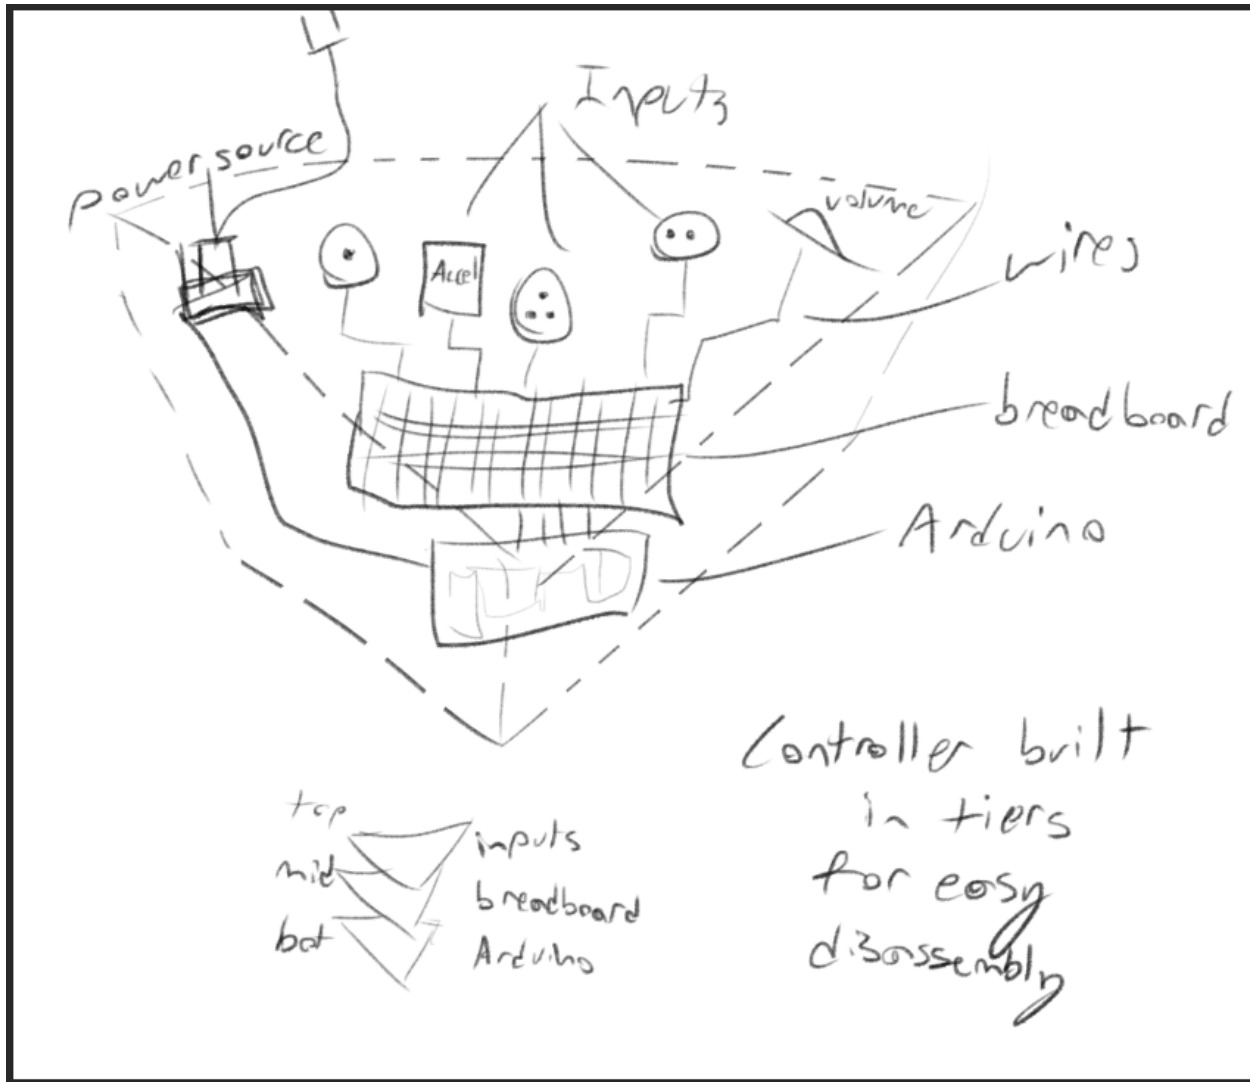 Inputs
power source
volume
Accel
wires
breadboard
Arduino
Controller built
in tiers
for easy
disassembly
top
inputs
mid
breadboard
bot
Arduino